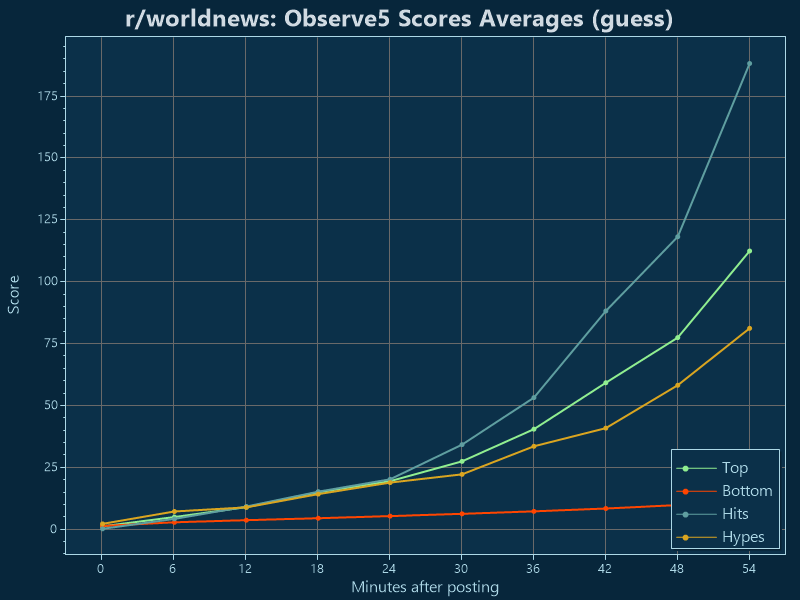 r/worldnews: Observe5 Scores Averages (guess)
Score
175
150
125
100
75
50
25
0
0 6 12 18 24 30 36 42 48 54
Minutes after posting
Top
Bottom
Hits
Hypes